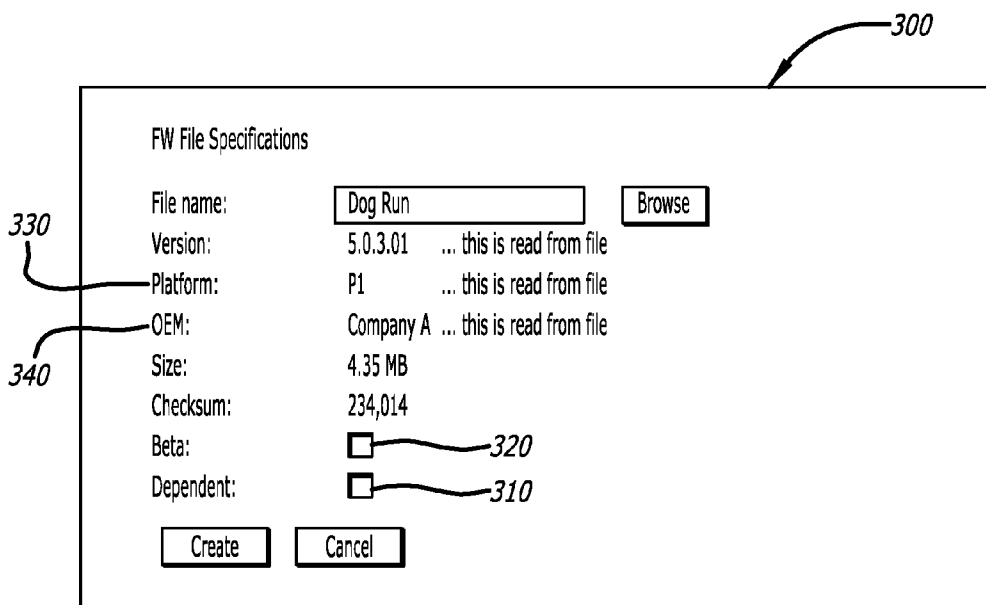 300
FW File Specifications
File name: Dog Run Browse
Version: 5.0.3.01 ... this is read from file
330
Platform: P1 ... this is read from file
OEM: Company A ... this is read from file
340
Size: 4.35 MB
Checksum: 234,014
Beta: 320
Dependent: 310
Create Cancel